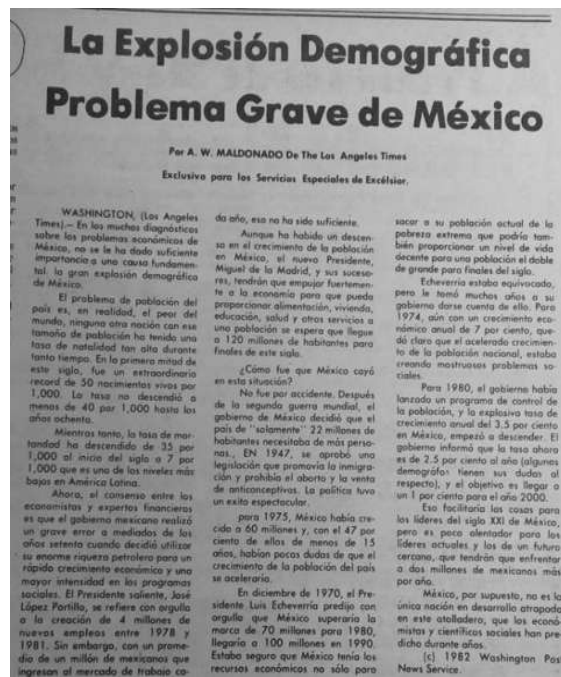 La Explosión Demográfica
Problema Grave de México
Por A. W. MALDONADO De The Los Angeles Times
Exclusivo para los Servicios Especiales de Excélsior.
WASHINGTON, (Los Angeles
Times).— En los muchos diagnósticos
sobre los problemas económicos de
México, no se le ha dado suficiente
importancia a una causa fundamen-
tal: la gran explosión demográfica
de México.
El problema de población del
país es, en realidad, el peor del
mundo, ninguna otra nación con ese
tamaño de población ha tenido una
tasa de natalidad tan alta durante
tanto tiempo. En la primera mitad de
este siglo, fue un extraordinario
record de 50 nacimientos vivos por
1,000. La tasa no descendió a
menos de 40 por 1,000 hasta los
años ochenta.
Mientras tanto, la tasa de mor-
tandad ha descendido de 35 por
1,000 al inicio del siglo a 7 por
1,000 que es uno de los niveles más
bajos en América Latina.
Ahora, el consenso entre los
economistas y expertos financieros
es que el gobierno mexicano realizó
un grave error a mediados de los
años setenta cuando decidió utilizar
su enorme riqueza petrolera para un
rápido crecimiento económico y una
mayor intensidad en los programas
sociales. El Presidente saliente, José
López Portillo, se refiere con orgullo
a la creación de 4 millones de
nuevos empleos entre 1978 y
1981. Sin embargo, con un prome-
dio de un millón de mexicanos que
ingresan al mercado de trabajo ca-
da año, eso no ha sido suficiente.
Aunque ha habido un descen-
so en el crecimiento de la población
en México, el nuevo Presidente,
Miguel de la Madrid, y sus suceso-
res, tendrán que empujar fuertemen-
te a la economía para que pueda
proporcionar alimentación, vivienda,
educación, salud y otros servicios a
una población se espera que llegue
a 120 millones de habitantes para
finales de este siglo.
¿Cómo fue que México cayó
en esta situación?
No fue por accidente. Después
de la segunda guerra mundial, el
gobierno de México decidió que el
país de "solamente" 22 millones de
habitantes necesitaba de más perso-
nas., EN 1947, se aprobó una
legislación que promovía la inmigra-
ción y prohibía el aborto y la venta
de anticonceptivos. La política tuvo
un exito espectacular.
para 1975, México había cre-
cido a 60 millones y, con el 47 por
ciento de ellos de menos de 15
años, habían pocas dudas de que el
crecimiento de la población del país
se aceleraría.
En diciembre de 1970, el Pre-
sidente Luis Echeverría predijo con
orgullo que México superaría la
marca de 70 millones para 1980,
llegaría a 100 millones en 1990.
Estaba seguro que México tenía los
recursos económicos no sólo para
sacar a su población actual de la
pobreza extrema que podría tam-
bién proporcionar un nivel de vida
decente para una población el doble
de grande para finales del siglo.
Echeverría estaba equivocado,
pero le tomó muchos años a su
gobierno darse cuenta de ello. Para
1974, aún con un crecimiento eco-
nómico anual de 7 por ciento, que-
dó claro que el acelerado crecimien-
to de la población nacional, estaba
creando mostruosos problemas so-
ciales.
Para 1980, el gobierno había
lanzado un programa de control de
la población, y la explosiva tasa de
crecimiento anual del 3.5 por ciento
en México, empezó a descender. El
gobierno informó que la tasa ahora
es de 2.5 por ciento al año (algunos
demógrafos tienen sus dudas al
respecto), y el objetivo es llegar a
un 1 por ciento para el año 2000.
Eso facilitaría las cosas para
los líderes del siglo XXI de México,
pero es poco alentador para los
líderes actuales y los de un futuro
cercano, que tendrán que enfrentar
a dos millones de mexicanos más
por año.
México, por supuesto, no es la
única nación en desarrollo atrapada
en este atolladero, que los econó-
mistas y científicos sociales han pre-
dicho durante años.
(c) 1982 Washington Post
News Service.